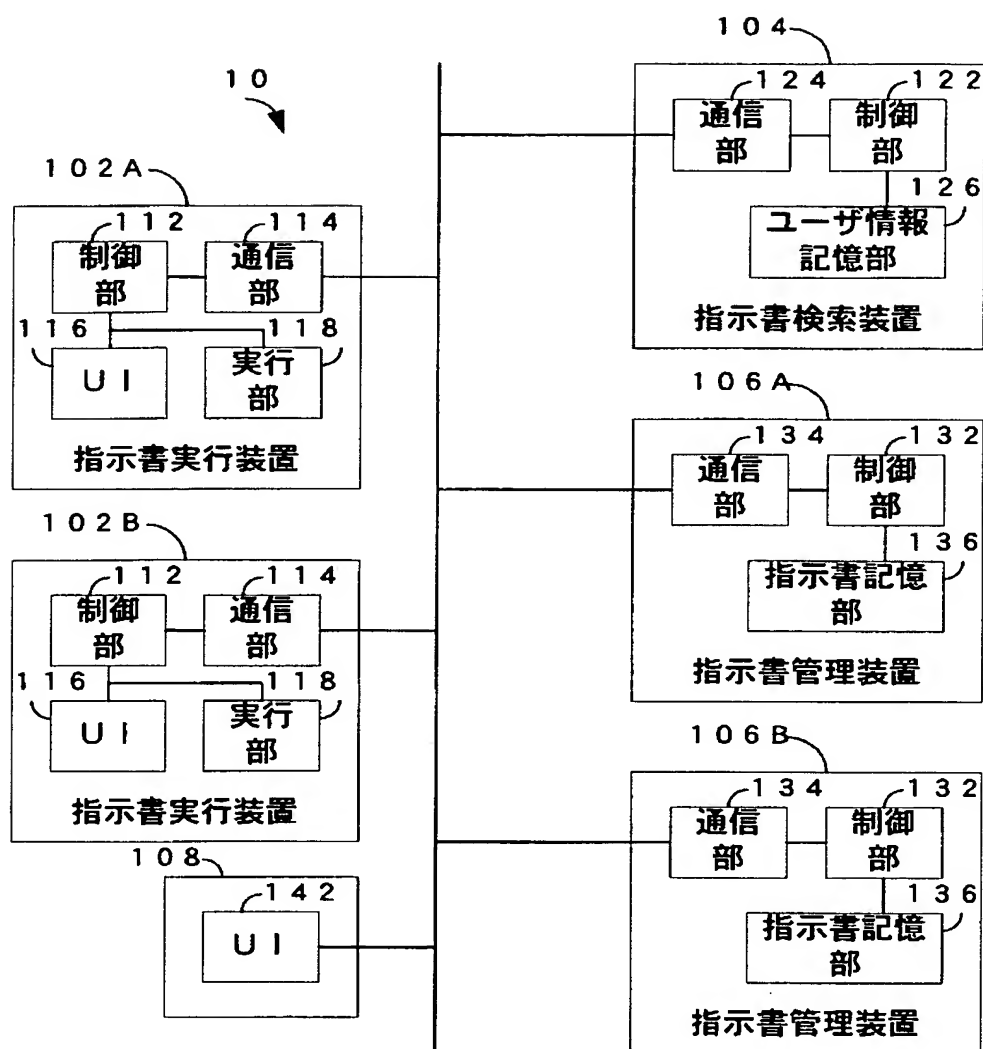 10
102A
112
114
制御
部
通信
部
116
118
UI
実行
部
指示書実行装置
102B
112
114
制御
部
通信
部
116
118
UI
実行
部
指示書実行装置
108
142
UI
104
124
122
通信
部
制御
部
126
ユーザ情報
記憶部
指示書検索装置
106A
134
132
通信
部
制御
部
136
指示書記憶
部
指示書管理装置
106B
134
132
通信
部
制御
部
136
指示書記憶
部
指示書管理装置